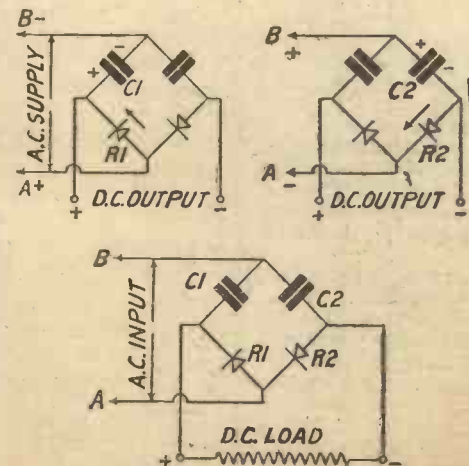 B-
C1
-
+
A.C. SUPPLY
R1
A+
D.C. OUTPUT
+
-
B
+
+
-
C2
R2
A
-
D.C. OUTPUT
+
-
B
C1
C2
A.C. INPUT
R1
R2
A
D.C. LOAD
+
-